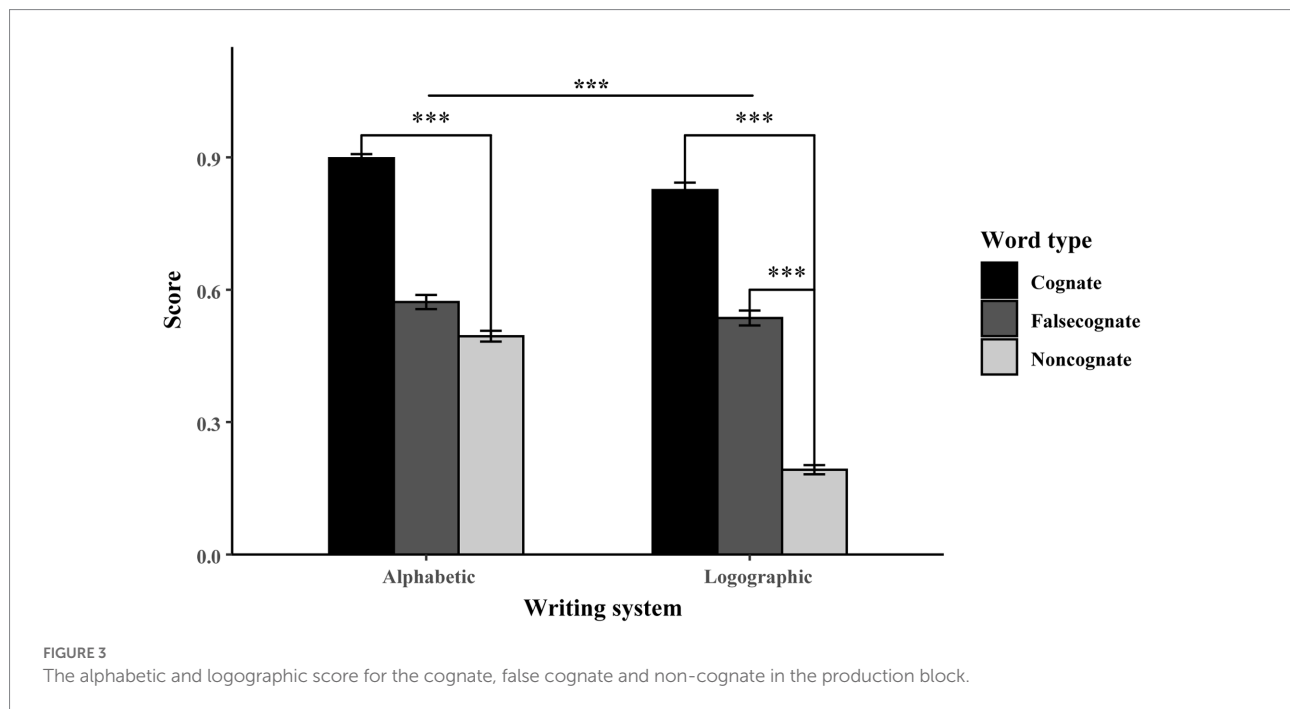 ***
*** ***
0.9
Word type
Cognate
Score
0.6
***
Falsecognate
Noncognate
0.3
0.0
Alphabetic Logographic
Writing system
FIGURE 3
The alphabetic and logographic score for the cognate, false cognate and non-cognate in the production block.